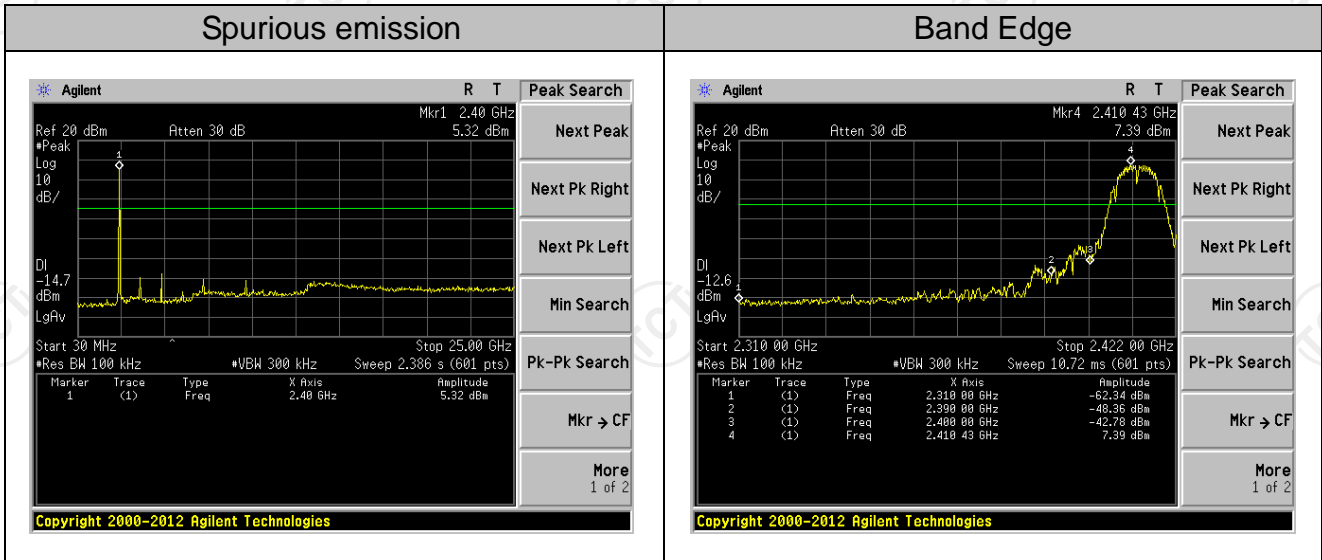 Spurious emission
Agilent R T
Mkr1 2.40 GHz
Ref 20 dBm Atten 30 dB 5.32 dBm
#Peak
Log
10
dB/
1
DI
-14.7
dBm
LgAv
Start 30 MHz ^ Stop 25.00 GHz
#Res BW 100 kHz #VBW 300 kHz Sweep 2.386 s (601 pts)
Marker Trace Type X Axis Amplitude
1 (1) Freq 2.40 GHz 5.32 dBm
Copyright 2000-2012 Agilent Technologies
Peak Search
Next Peak
Next Pk Right
Next Pk Left
Min Search
Pk-Pk Search
Mkr → CF
More
1 of 2
Band Edge
Agilent R T
Mkr4 2.410 43 GHz
Ref 20 dBm Atten 30 dB 7.39 dBm
#Peak
Log
10
dB/
4
3
2
1
DI
-12.6
dBm
LgAv
Start 2.310 00 GHz Stop 2.422 00 GHz
#Res BW 100 kHz #VBW 300 kHz Sweep 10.72 ms (601 pts)
Marker Trace Type X Axis Amplitude
1 (1) Freq 2.310 00 GHz -62.34 dBm
2 (1) Freq 2.390 00 GHz -48.36 dBm
3 (1) Freq 2.400 00 GHz -42.78 dBm
4 (1) Freq 2.410 43 GHz 7.39 dBm
Copyright 2000-2012 Agilent Technologies
Peak Search
Next Peak
Next Pk Right
Next Pk Left
Min Search
Pk-Pk Search
Mkr → CF
More
1 of 2